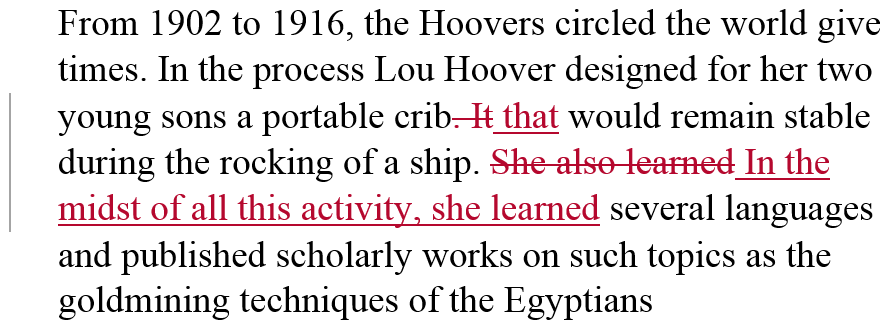 From 1902 to 1916, the Hoovers circled the world give
times. In the process Lou Hoover designed for her two
young sons a portable crib. It that would remain stable
during the rocking of a ship. She also learned In the
midst of all this activity, she learned several languages
and published scholarly works on such topics as the
goldmining techniques of the Egyptians